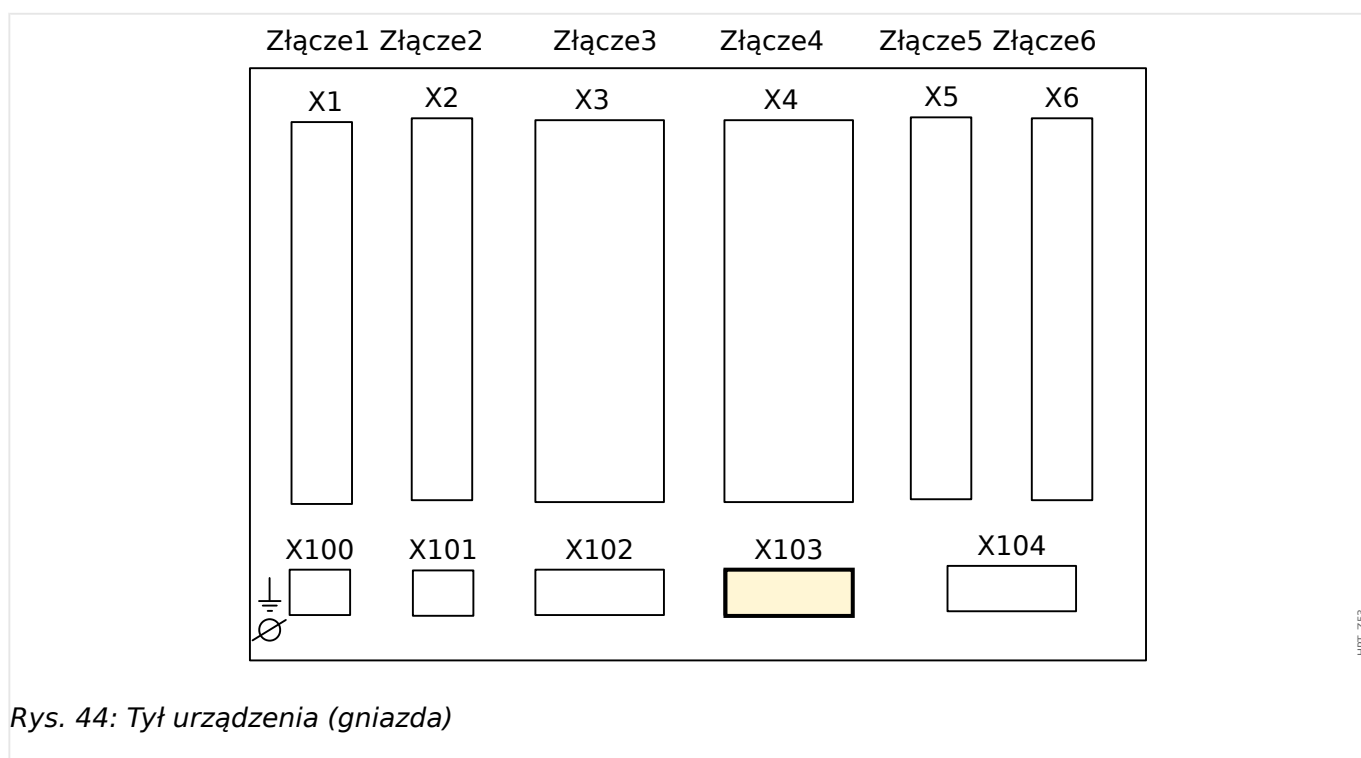 Złącze1 Złącze2 Złącze3 Złącze4 Złącze5 Złącze6
X1 X2 X3 X4 X5 X6
X100 X101 X102 X103 X104
Rys. 44: Tył urządzenia (gniazda)